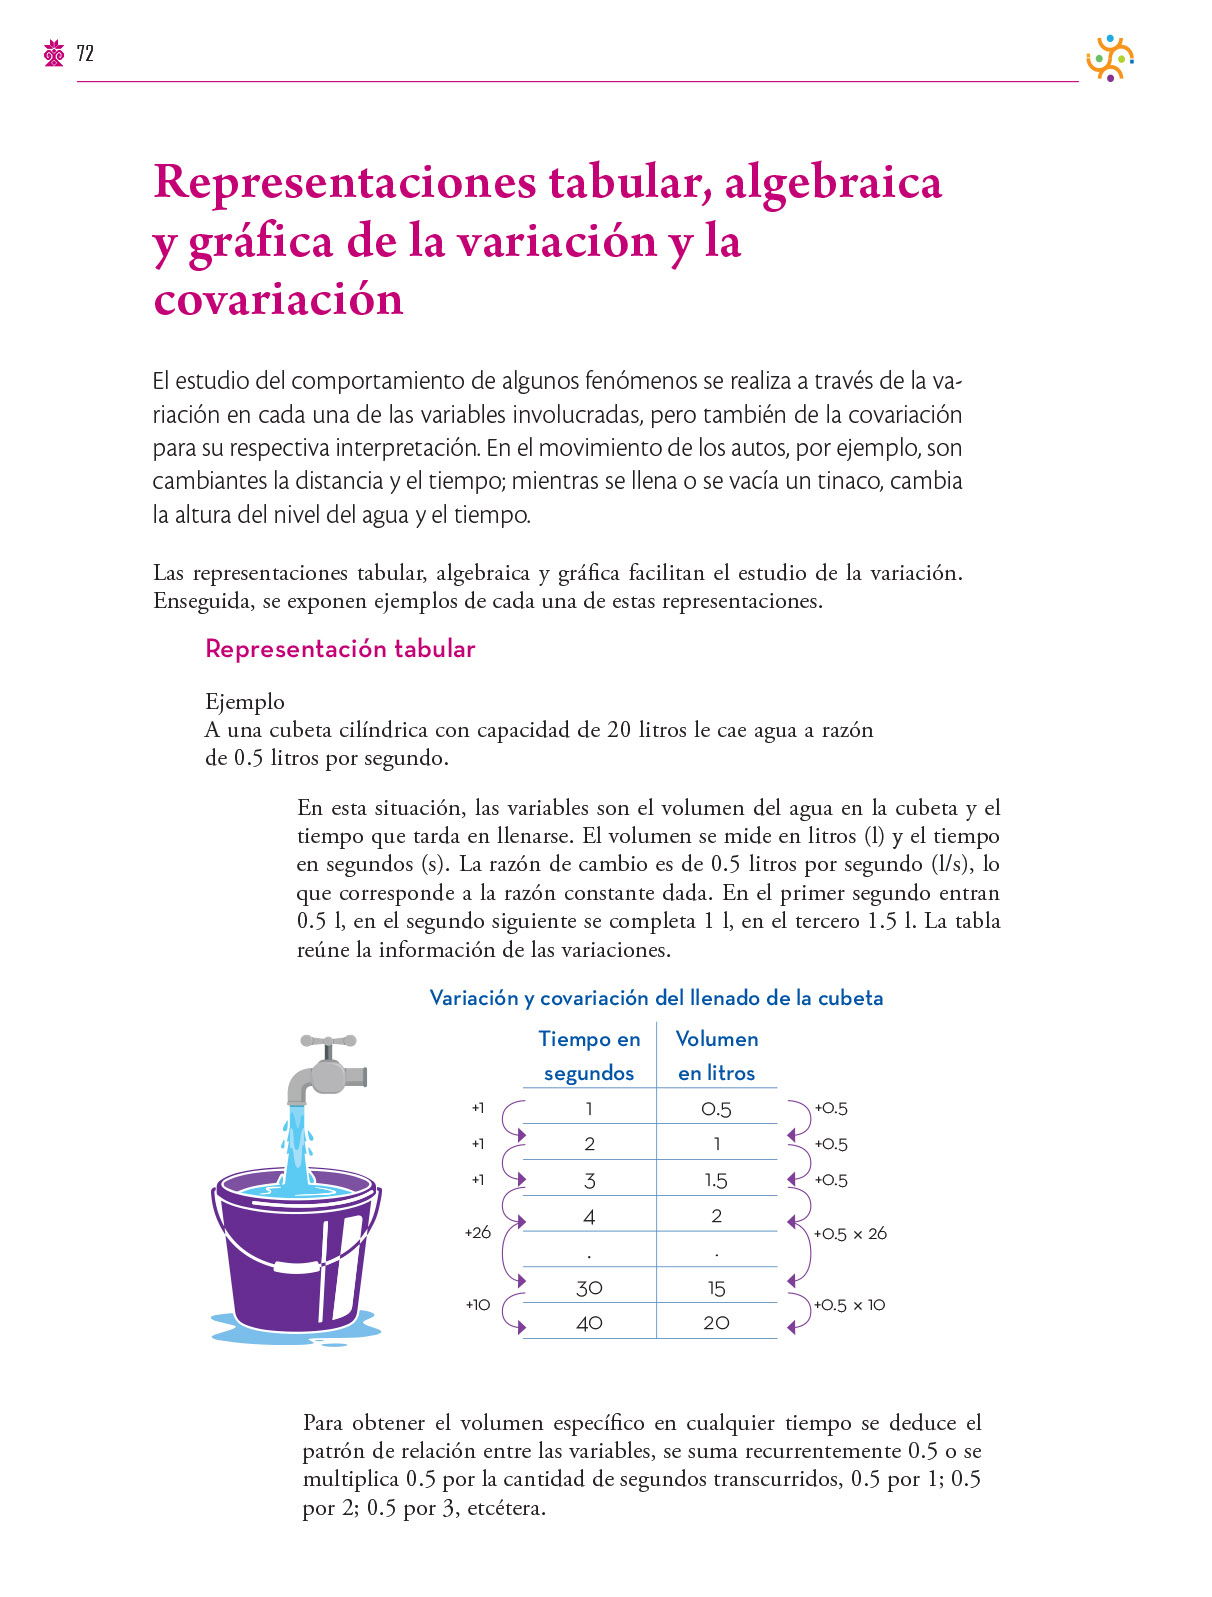 72
Representaciones tabular, algebraica
y gráfica de la variación y la
covariación
El estudio del comportamiento de algunos fenómenos se realiza a través de la va-
riación en cada una de las variables involucradas, pero también de la covariación
para su respectiva interpretación. En el movimiento de los autos, por ejemplo, son
cambiantes la distancia y el tiempo; mientras se llena o se vacía un tinaco, cambia
la altura del nivel del agua y el tiempo.
Las representaciones tabular, algebraica y gráfica facilitan el estudio de la variación.
Enseguida, se exponen ejemplos de cada una de estas representaciones.
Representación tabular
Ejemplo
A una cubeta cilíndrica con capacidad de 20 litros le cae agua a razón
de 0.5 litros por segundo.
En esta situación, las variables son el volumen del agua en la cubeta y el
tiempo que tarda en llenarse. El volumen se mide en litros (l) y el tiempo
en segundos (s). La razón de cambio es de 0.5 litros por segundo (l/s), lo
que corresponde a la razón constante dada. En el primer segundo entran
0.5 l, en el segundo siguiente se completa 1 l, en el tercero 1.5 l. La tabla
reúne la información de las variaciones.
Variación y covariación del llenado de la cubeta
Tiempo en Volumen
segundos en litros
+1 1 0.5 +0.5
+1 2 1 +0.5
+1 3 1.5 +0.5
4 2
+26 +0.5 × 26
. .
30 15
+10 +0.5 × 10
40 20
Para obtener el volumen específico en cualquier tiempo se deduce el
patrón de relación entre las variables, se suma recurrentemente 0.5 o se
multiplica 0.5 por la cantidad de segundos transcurridos, 0.5 por 1; 0.5
por 2; 0.5 por 3, etcétera.